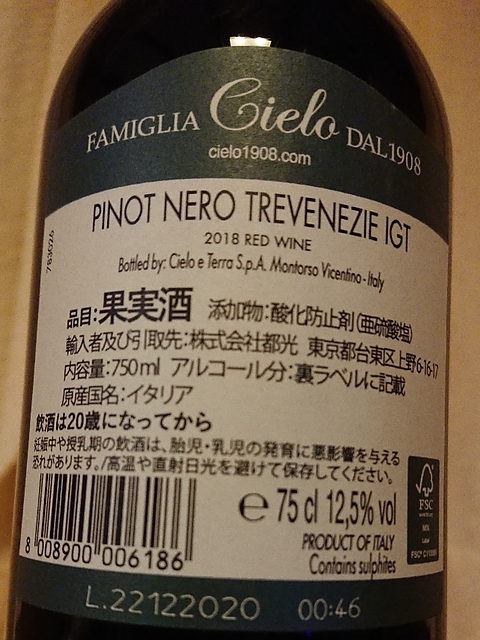 FAMIGLIA Cielo DAL 1908
cielo1908.com
PINOT NERO TREVENEZIE IGT
2018 RED WINE
Bottled by: Cielo e Terra S.p.A. Montorso Vicentino - Italy
783026
品目:果実酒 添加物:酸化防止剤(亜硫酸塩)
輸入者及び引取先:株式会社都光 東京都台東区上野6-16-17
内容量:750ml アルコール分:裏ラベルに記載
原産国名:イタリア
飲酒は20歳になってから
妊娠中や授乳期の飲酒は、胎児・乳児の発育に悪影響を与える
恐れがあります。/高温や直射日光を避けて保存してください。
8 008900 006186
e 75 cl 12,5% vol
PRODUCT OF ITALY
Contains sulphites
FSC
MIX
Label
L.22122020 00:46